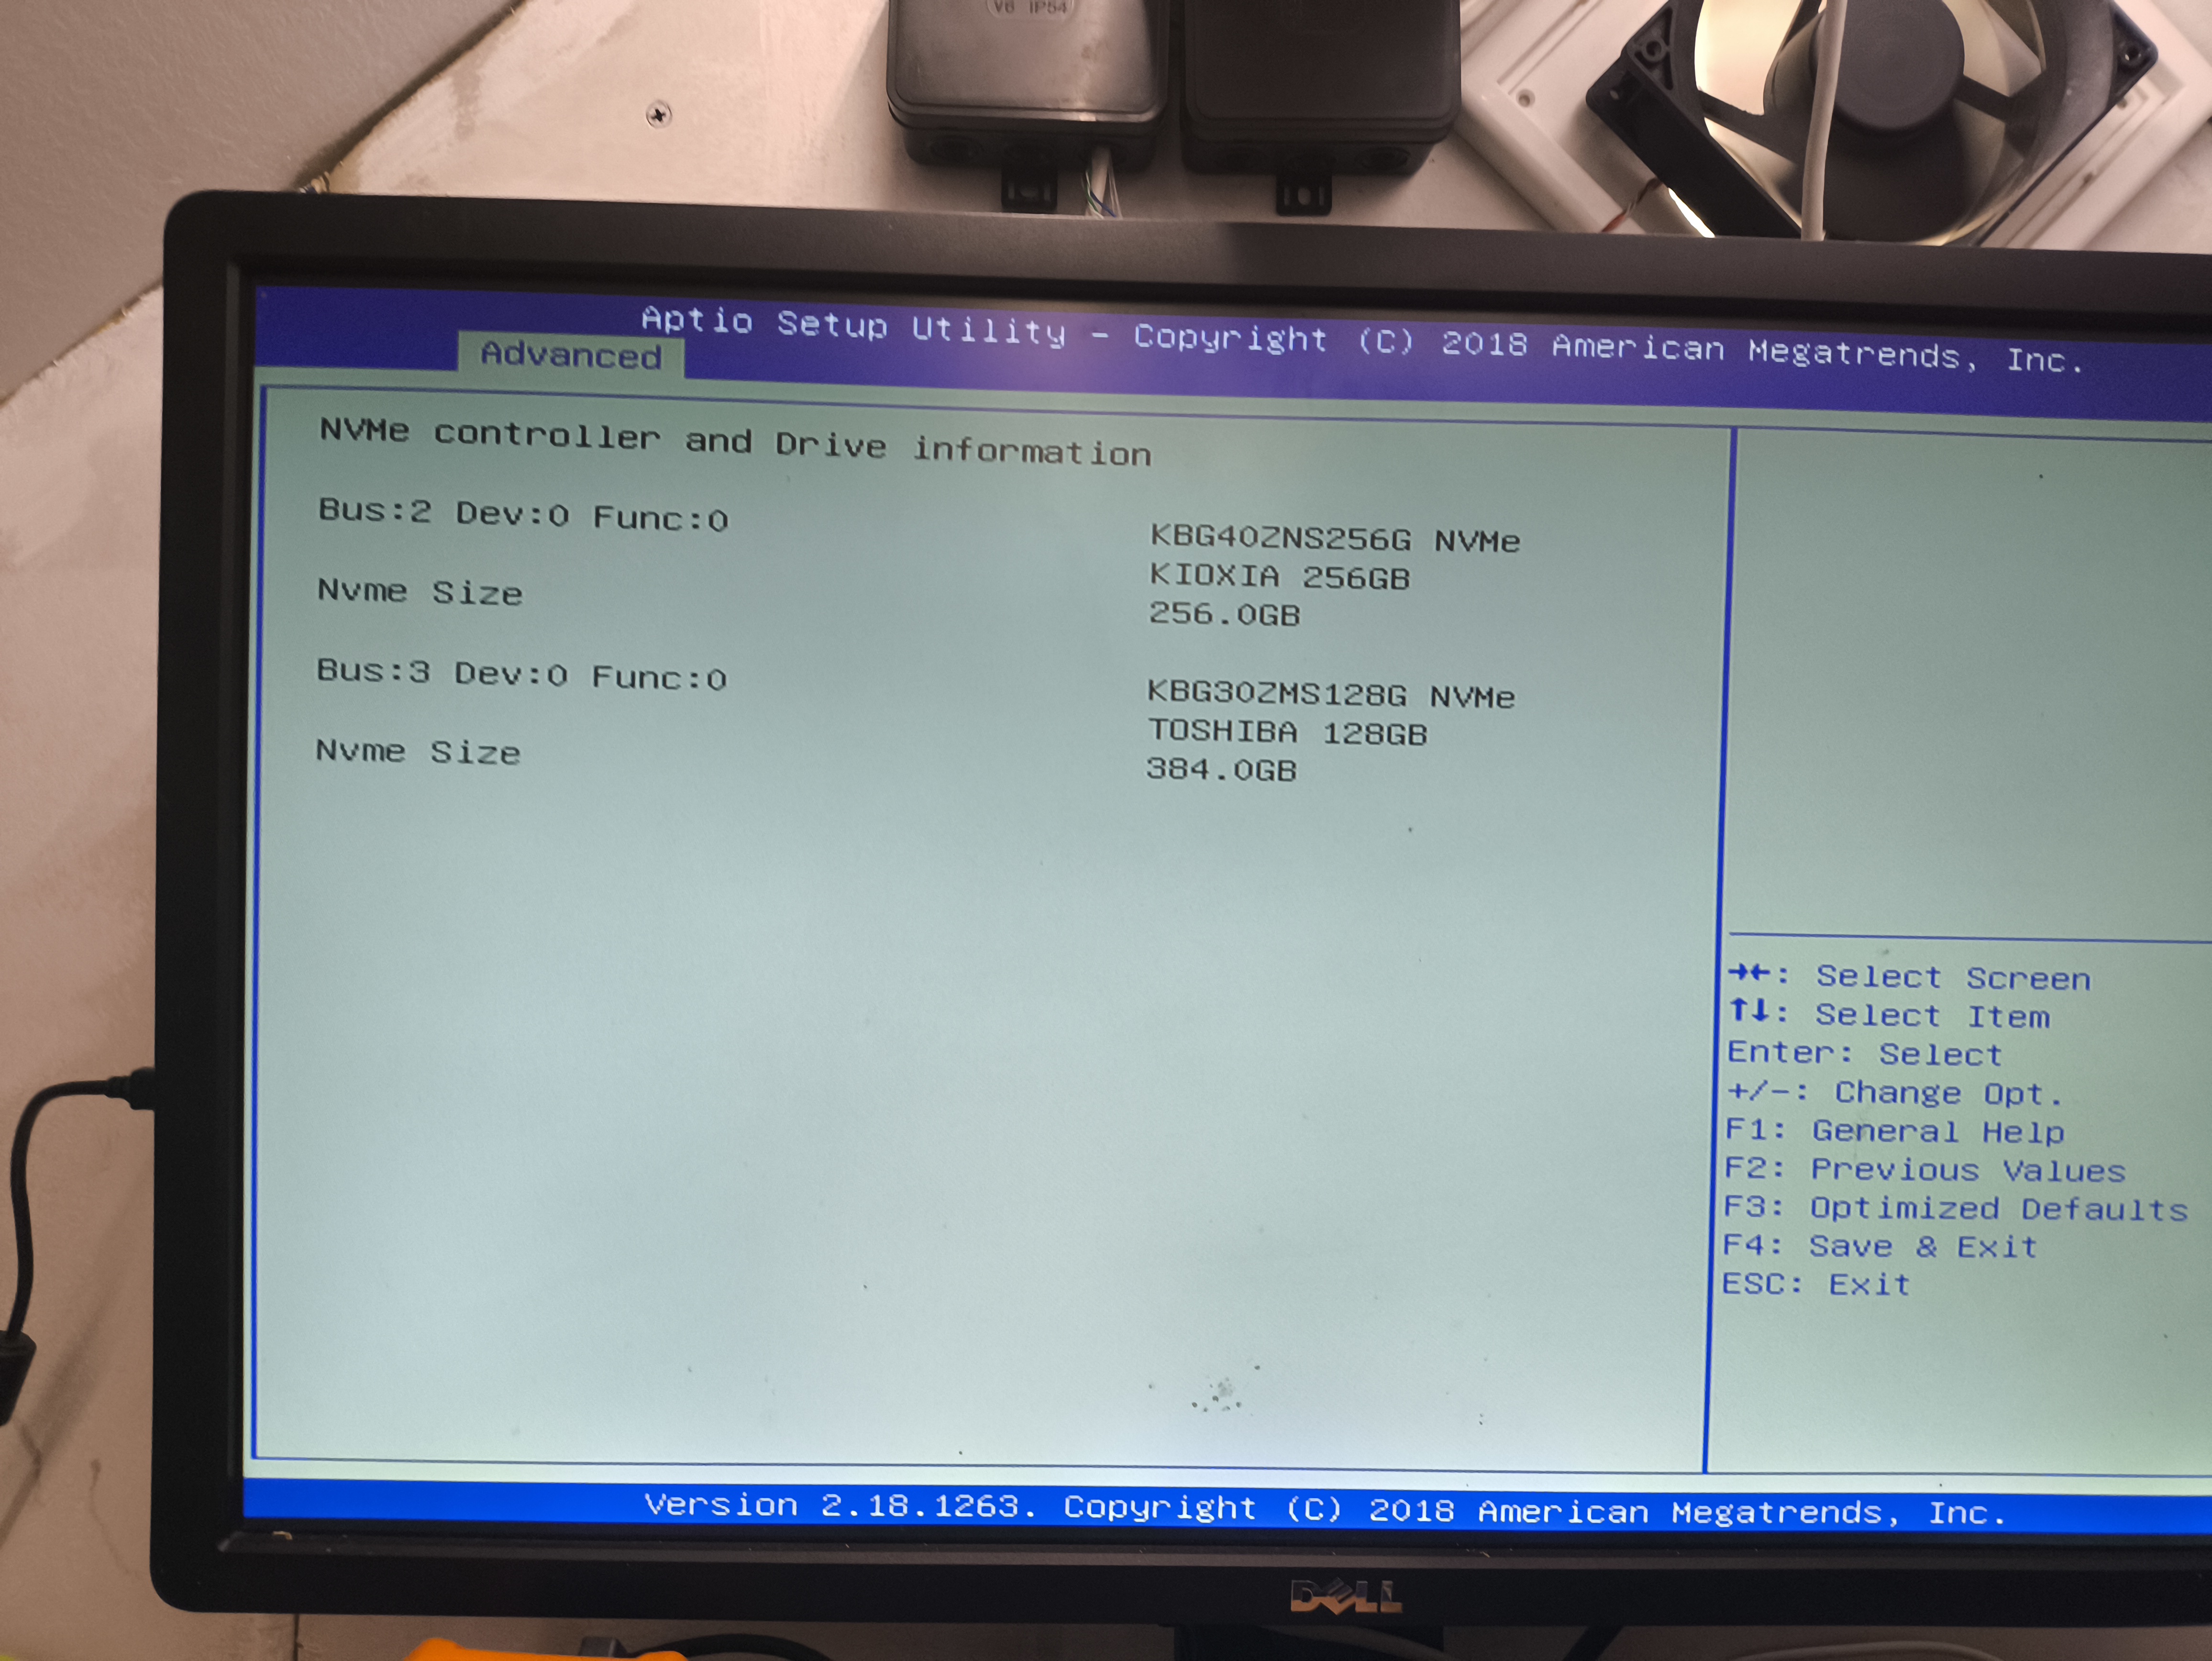 V6 IP54
Aptio Setup Utility - Copyright (C) 2018 American Megatrends, Inc.
Advanced
NVMe controller and Drive information
Bus:2 Dev:0 Func:0
KBG40ZNS256G NVMe
KIOXIA 256GB
Nvme Size
256.0GB
Bus:3 Dev:0 Func:0
KBG30ZMS128G NVMe
TOSHIBA 128GB
Nvme Size
384.0GB
→←: Select Screen
↑↓: Select Item
Enter: Select
+/-: Change Opt.
F1: General Help
F2: Previous Values
F3: Optimized Defaults
F4: Save & Exit
ESC: Exit
Version 2.18.1263. Copyright (C) 2018 American Megatrends, Inc.
DELL